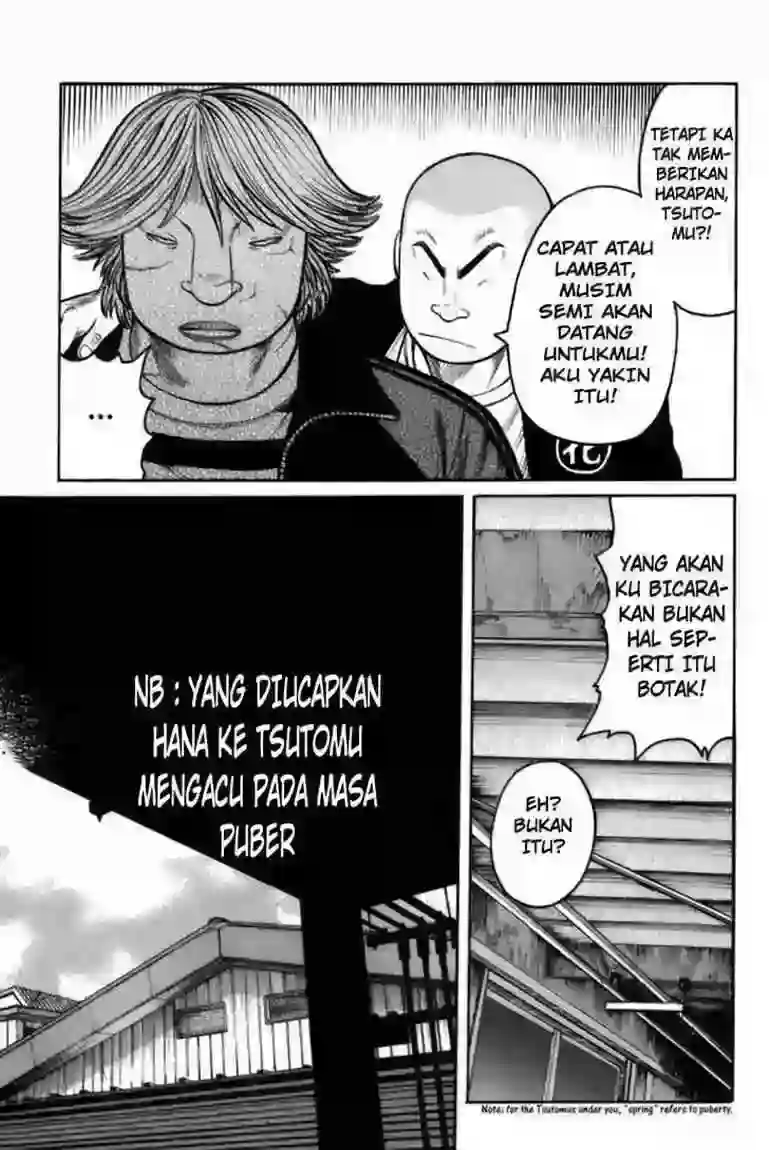 TETAPI KA
TAK MEM-
BERIKAN
HARAPAN,
TSUTO-
MU?!
CAPAT ATAU
LAMBAT,
MUSIM
SEMI AKAN
DATANG
UNTUKMU!
AKU YAKIN
ITU!
...
花
YANG AKAN
KU BICARA-
KAN BUKAN
HAL SEP-
ERTI ITU
BOTAK!
EH?
BUKAN
ITU?
NB : YANG DIUCAPKAN
HANA KE TSUTOMU
MENGACU PADA MASA
PUBER
Note: for the Tsutomus under you, "spring" refers to puberty.